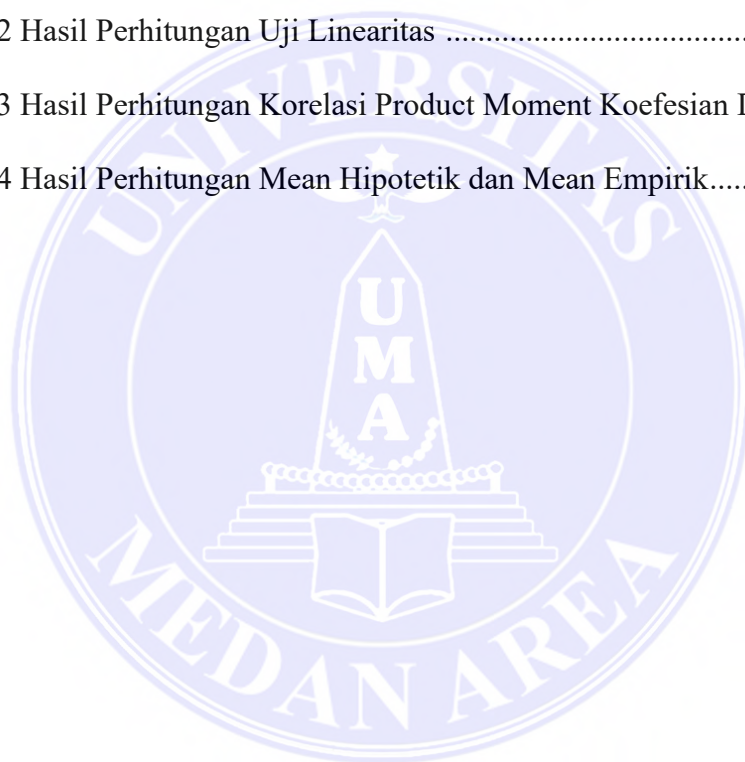 2 Hasil Perhitungan Uji Linearitas ....................................
3 Hasil Perhitungan Korelasi Product Moment Koefesian
4 Hasil Perhitungan Mean Hipotetik dan Mean Empirik.....
UNIVERSITAS
UMA
MEDAN AREA